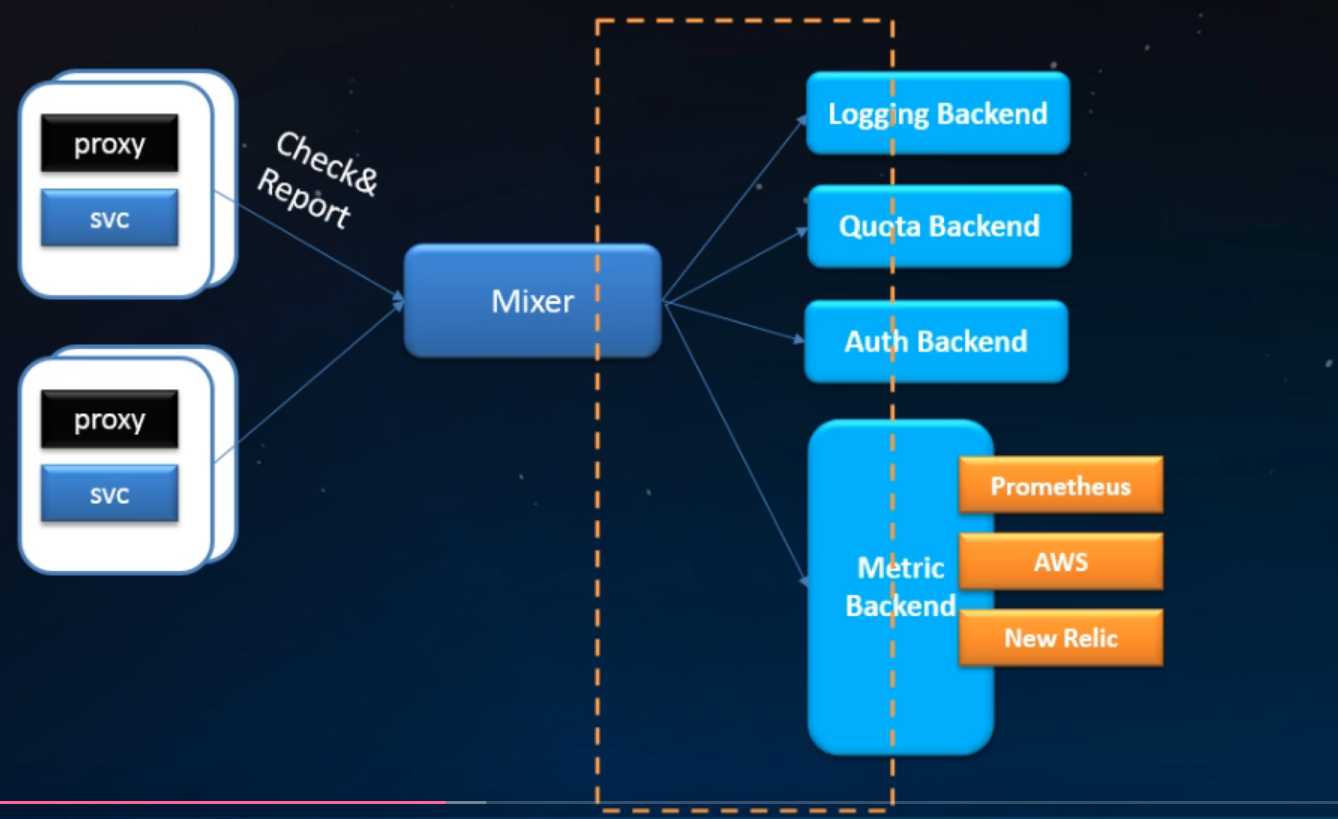 proxy
svc
Check&
Report
proxy
svc
Mixer
Logging Backend
Quota Backend
Auth Backend
Metric
Backend
Prometheus
AWS
New Relic